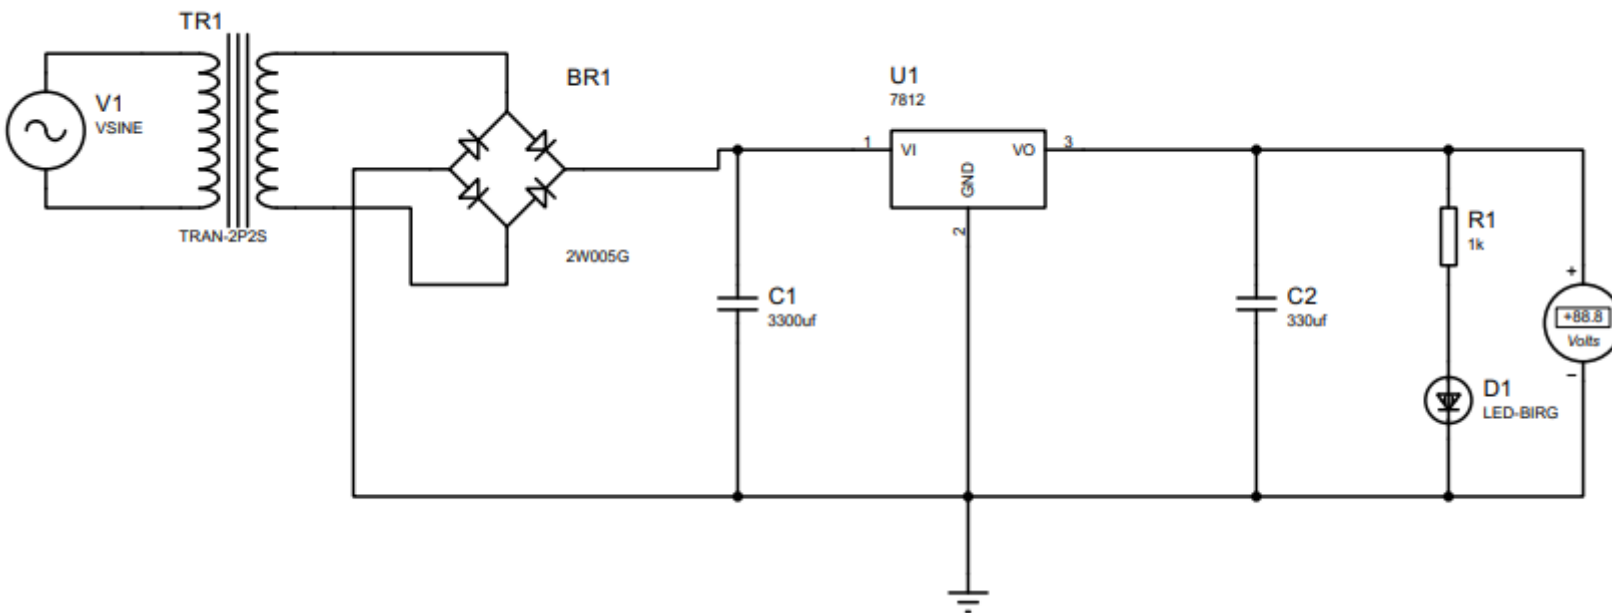 TR1
V1
VSINE
TRAN-2P2S
BR1
2W005G
C1
3300uf
U1
7812
1
VI
VO
3
GND
2
C2
330uf
R1
1k
D1
LED-BIRG
+
+88.8
Volts
−